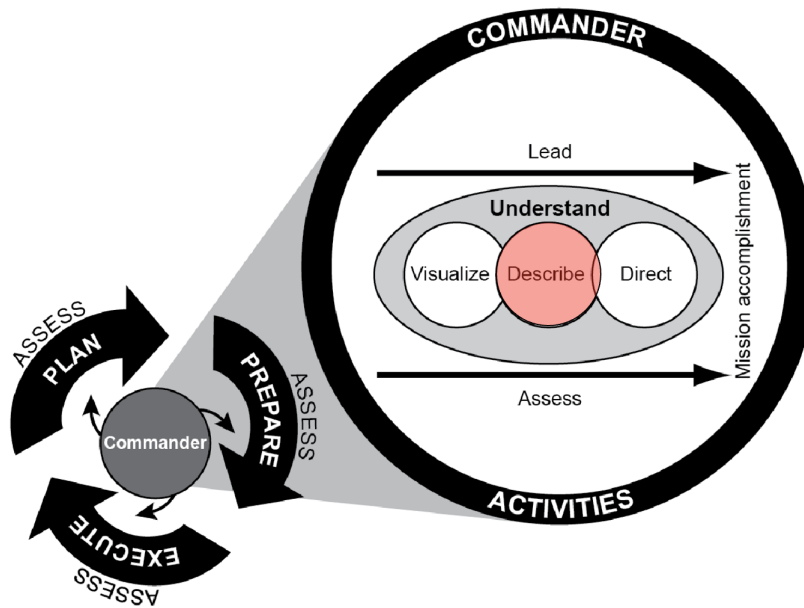 COMMANDER
Lead
Understand
Visualize
Describe
Direct
Mission accomplishment
Assess
ACTIVITIES
ASSESS
PLAN
PREPARE
ASSESS
Commander
EXECUTE
ASSESS